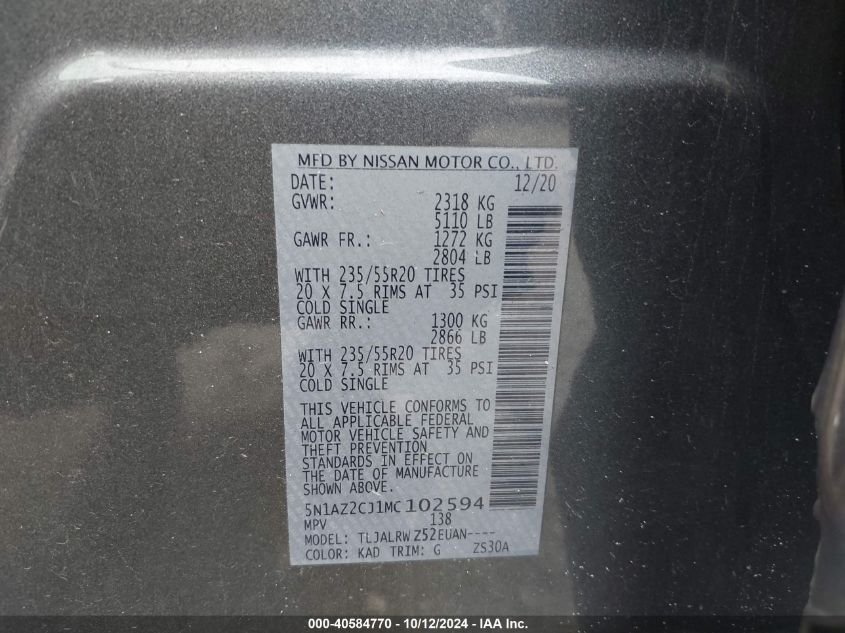 MFD BY NISSAN MOTOR CO., LTD.
DATE: 12/20
GVWR: 2318 KG
5110 LB
GAWR FR.: 1272 KG
2804 LB
WITH 235/55R20 TIRES
20 X 7.5 RIMS AT 35 PSI
COLD SINGLE
GAWR RR.: 1300 KG
2866 LB
WITH 235/55R20 TIRES
20 X 7.5 RIMS AT 35 PSI
COLD SINGLE
THIS VEHICLE CONFORMS TO
ALL APPLICABLE FEDERAL
MOTOR VEHICLE SAFETY AND
THEFT PREVENTION
STANDARDS IN EFFECT ON
THE DATE OF MANUFACTURE
SHOWN ABOVE.
5N1AZ2CJ1MC102594
MPV 138
MODEL: TLJALRWZ52EUAN----
COLOR: KAD TRIM: G ZS30A
000-40584770 - 10/12/2024 - IAA Inc.